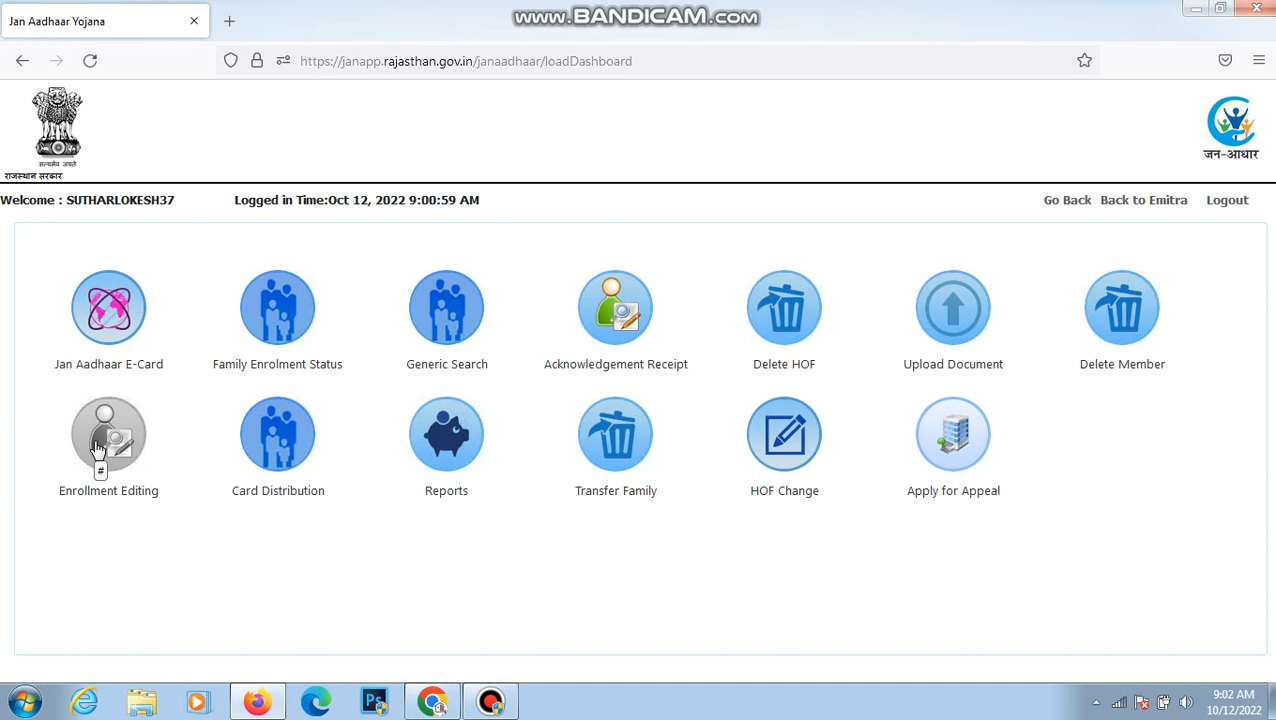 www.BANDICAM.com
Jan Aadhaar Yojana
https://janapp.rajasthan.gov.in/janaadhaar/loadDashboard
सत्यमेव जयते
राजस्थान सरकार
जन-आधार
Welcome : SUTHARLOKESH37 Logged in Time:Oct 12, 2022 9:00:59 AM Go Back Back to Emitra Logout
Jan Aadhaar E-Card Family Enrolment Status Generic Search Acknowledgement Receipt Delete HOF Upload Document Delete Member
#
Enrollment Editing Card Distribution Reports Transfer Family HOF Change Apply for Appeal
Ps
9:02 AM
10/12/2022